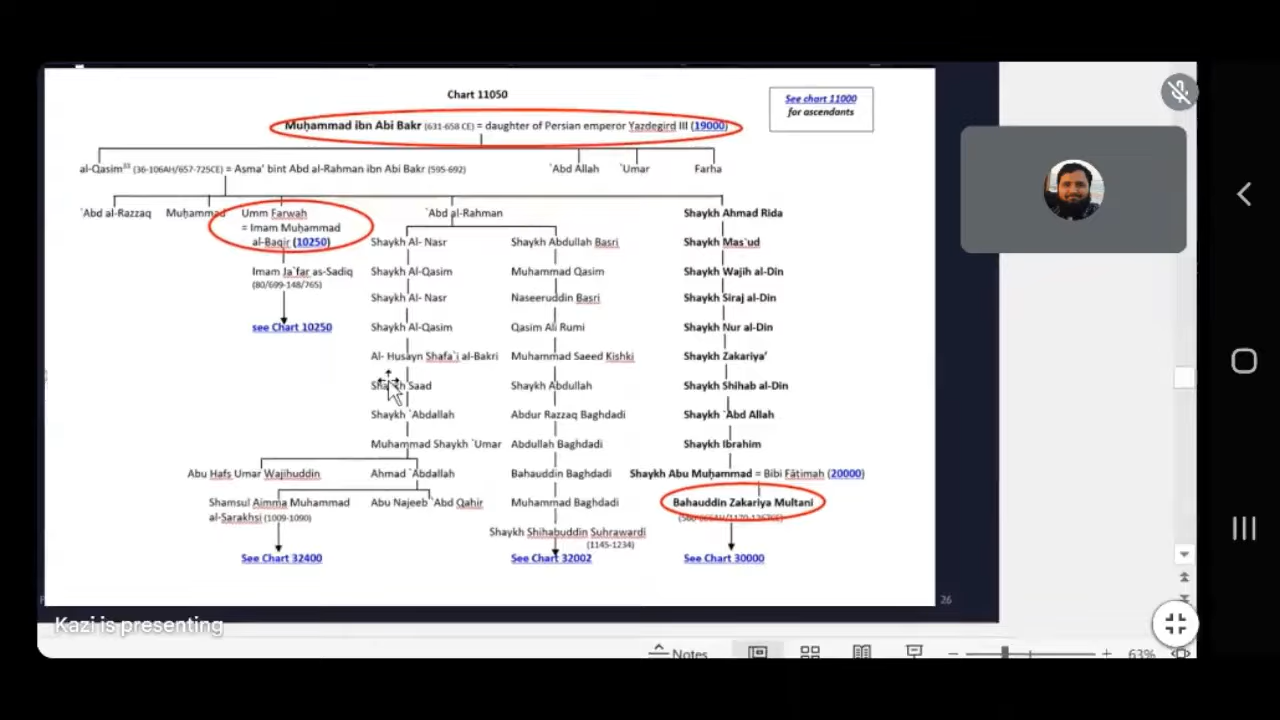 Chart 11050
See chart 11000
for ascendants
Muḥammad ibn Abi Bakr (631-658 CE) = daughter of Persian emperor Yazdegird III (19000)
al-Qasim (36-106AH/657-725CE) = Asma' bint Abd al-Rahman ibn Abi Bakr (595-692) `Abd Allah `Umar Farha
`Abd al-Razzaq Muḥammad Umm Farwah `Abd al-Rahman Shaykh Ahmad Rida
= Imam Muḥammad
al-Baqir (10250) Shaykh Al- Nasr Shaykh Abdullah Basri Shaykh Mas`ud
Imam Ja`far as-Sadiq Shaykh Al-Qasim Muhammad Qasim Shaykh Wajih al-Din
(80/699-148/765)
Shaykh Al- Nasr Naseeruddin Basri Shaykh Siraj al-Din
see Chart 10250 Shaykh Al-Qasim Qasim Ali Rumi Shaykh Nur al-Din
Al- Husayn Shafa`i al-Bakri Muhammad Saeed Kishki Shaykh Zakariya'
Shaykh Saad Shaykh Abdullah Shaykh Shihab al-Din
Shaykh `Abdallah Abdur Razzaq Baghdadi Shaykh `Abd Allah
Muhammad Shaykh `Umar Abdullah Baghdadi Shaykh Ibrahim
Abu Hafs Umar Wajihuddin Ahmad `Abdallah Bahauddin Baghdadi Shaykh Abu Muḥammad = Bibi Fātimah (20000)
Shamsul Aimma Muhammad Abu Najeeb `Abd Qahir Muhammad Baghdadi Bahauddin Zakariya Multani
al-Sarakhsi (1009-1090)
Shaykh Shihabuddin Suhrawardi
(1145-1234)
See Chart 32400 See Chart 32002 See Chart 30000
26
Kazi is presenting
Notes
63%